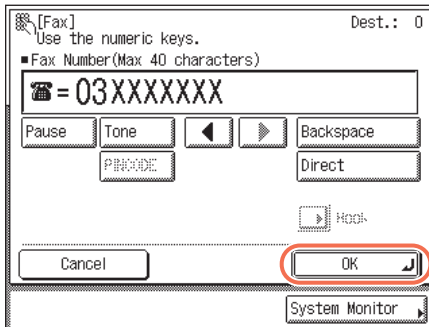 [Fax] Dest.: 0
Use the numeric keys.
■Fax Number(Max 40 characters)
☎=03XXXXXXX
Pause Tone ◀ ▶ Backspace
PINCODE Direct
Hook
Cancel OK
System Monitor